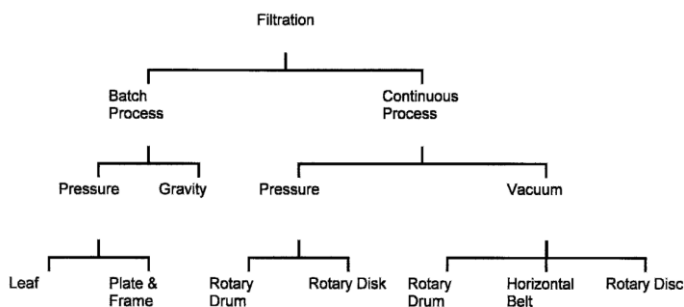 Filtration
Batch
Process
Continuous
Process
Pressure
Gravity
Pressure
Vacuum
Leaf
Plate &
Frame
Rotary
Drum
Rotary Disk
Rotary
Drum
Horizontal
Belt
Rotary Disc